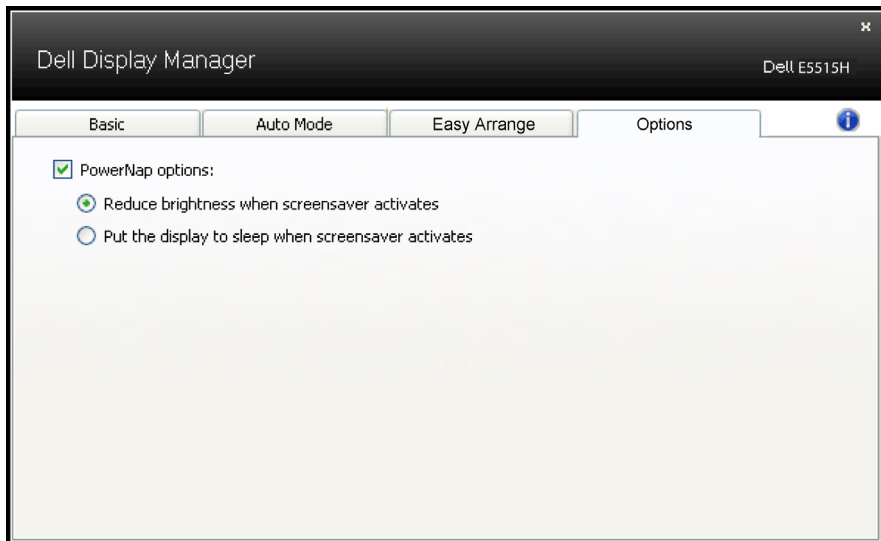 Dell Display Manager
Dell E5515H
Basic
Auto Mode
Easy Arrange
Options
PowerNap options:
Reduce brightness when screensaver activates
Put the display to sleep when screensaver activates